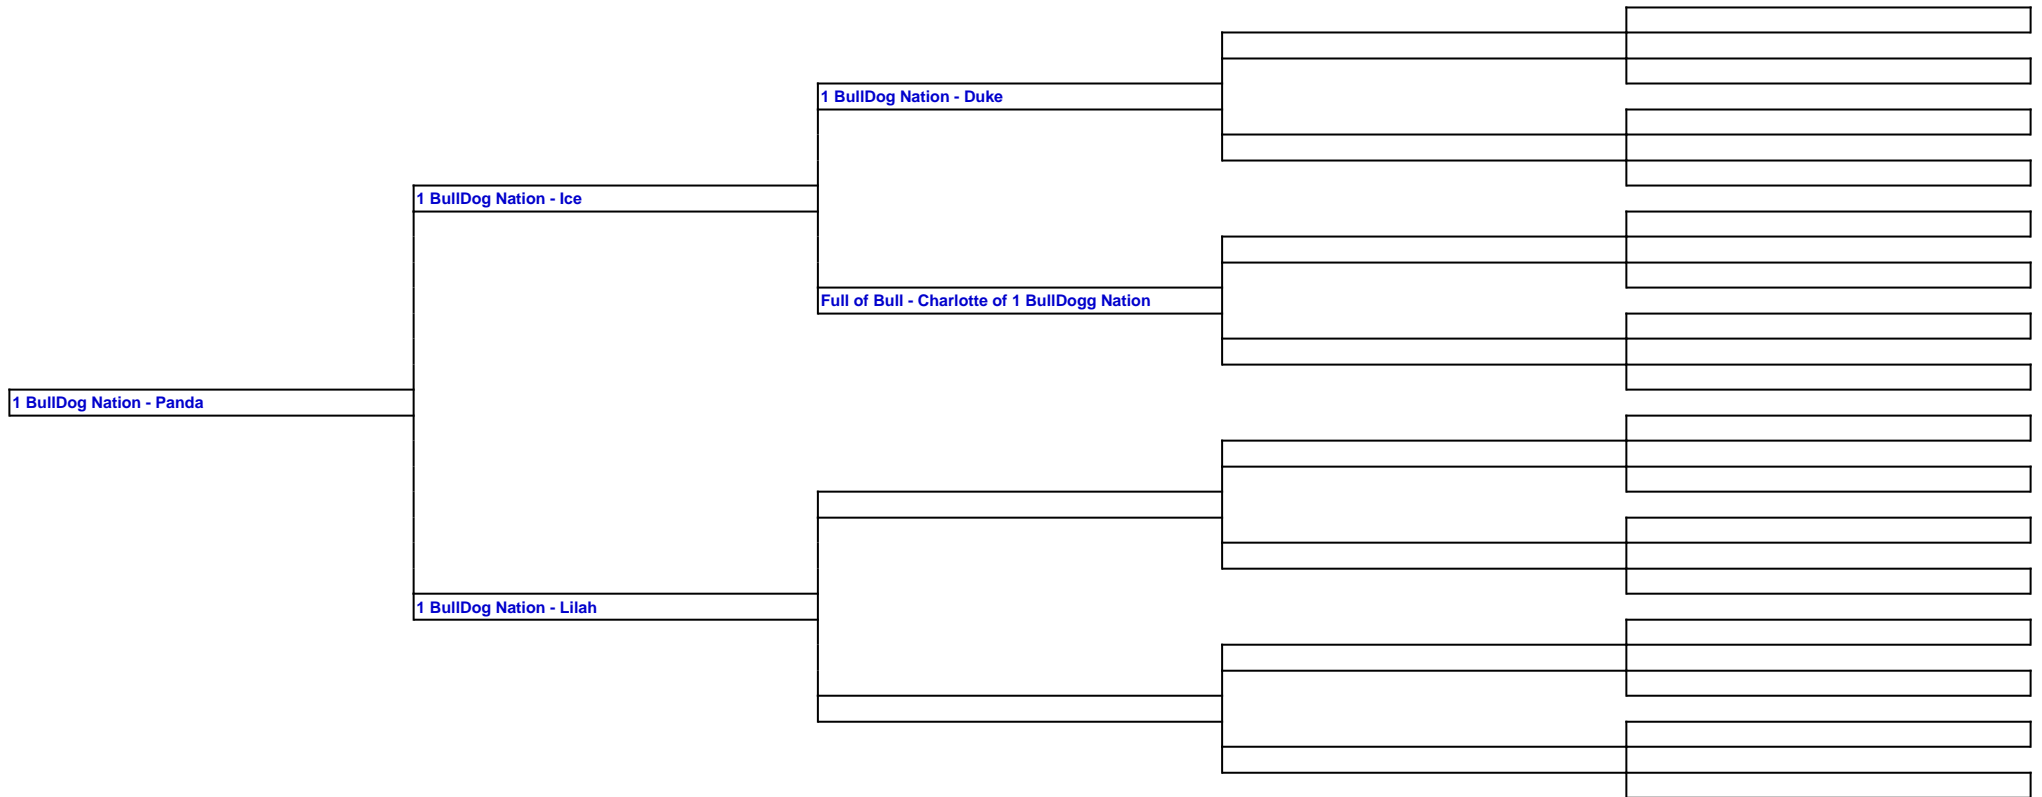 1 BullDog Nation - Duke
1 BullDog Nation - Ice
Full of Bull - Charlotte of 1 BullDogg Nation
1 BullDog Nation - Panda
1 BullDog Nation - Lilah